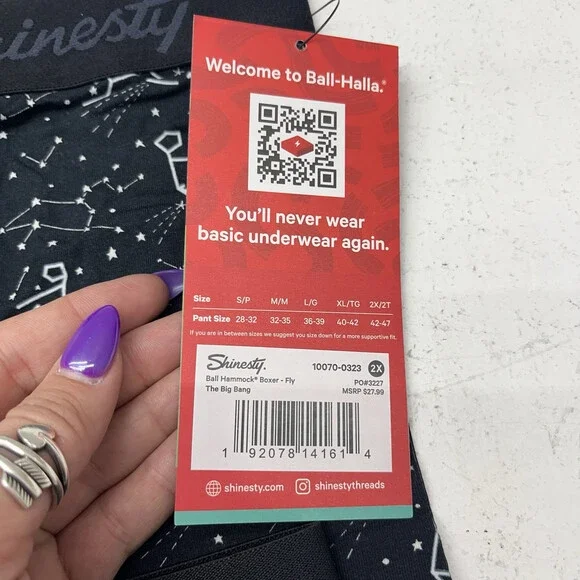 Shinesty
Welcome to Ball-Halla.®
You'll never wear
basic underwear again.
Size S/P M/M L/G XL/TG 2X/2T
Pant Size 28-32 32-35 36-39 40-42 42-47
If you are in between sizes we suggest you size down for a more supportive fit.
Shinesty. 10070-0323 2X
Ball Hammock® Boxer - Fly PO#3227
The Big Bang MSRP $27.99
1 92078 14161 4
shinesty.com shinestythreads